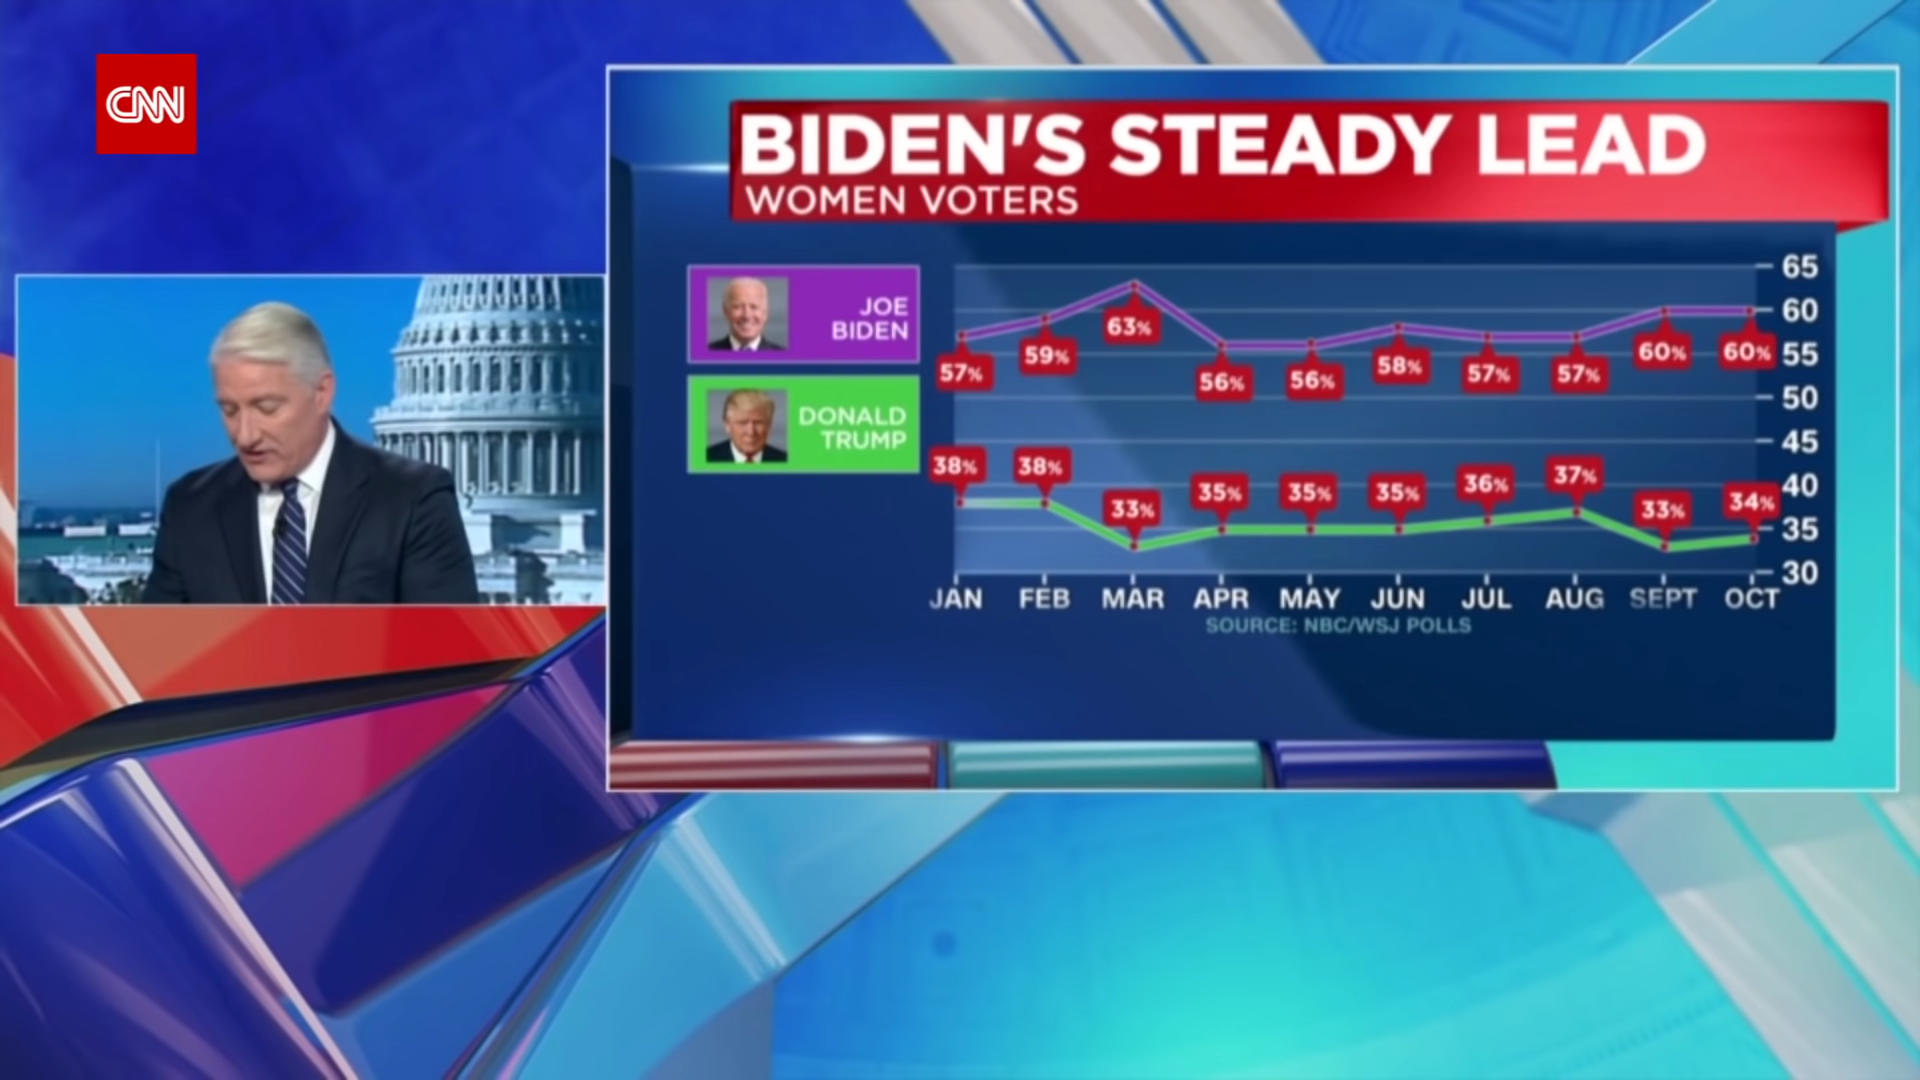 CNN
BIDEN'S STEADY LEAD
WOMEN VOTERS
JOE
BIDEN
DONALD
TRUMP
57% 59% 63% 56% 56% 58% 57% 57% 60% 60%
38% 38% 33% 35% 35% 35% 36% 37% 33% 34%
65
60
55
50
45
40
35
30
JAN FEB MAR APR MAY JUN JUL AUG SEPT OCT
SOURCE: NBC/WSJ POLLS